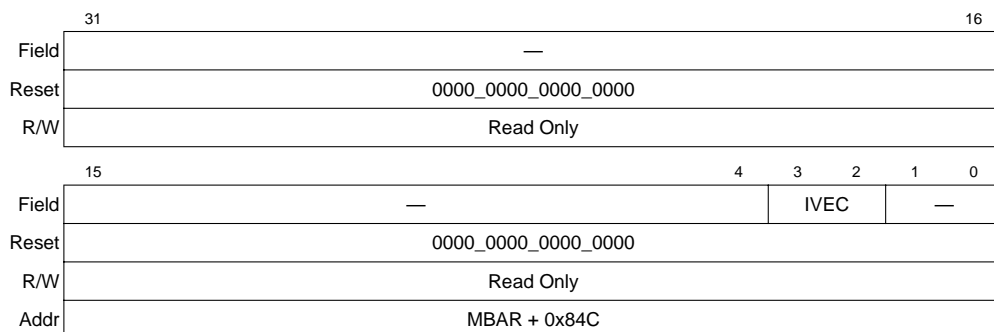 31 16
Field —
Reset 0000_0000_0000_0000
R/W Read Only
15 4 3 2 1 0
Field — IVEC —
Reset 0000_0000_0000_0000
R/W Read Only
Addr MBAR + 0x84C